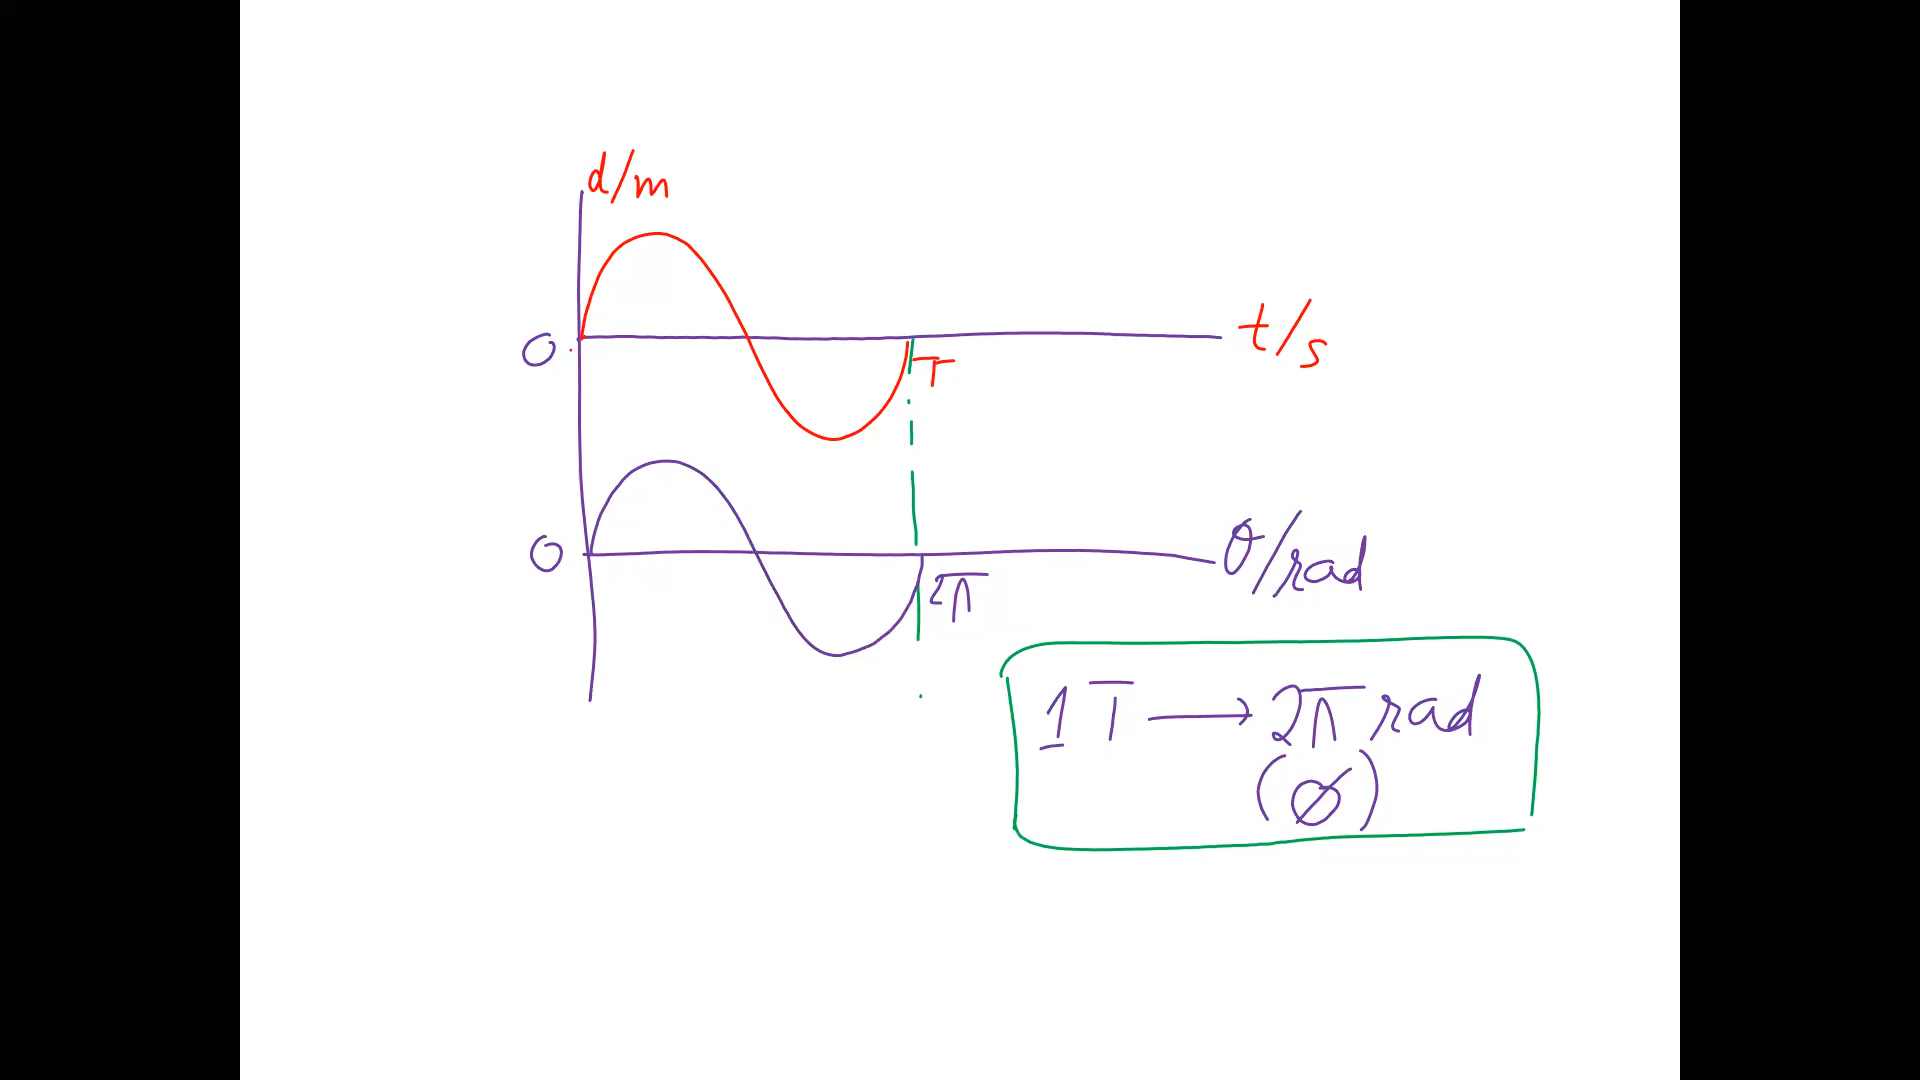 d/m
0
t/s
T
0
θ/rad
2π
1T → 2π rad
(Ø)